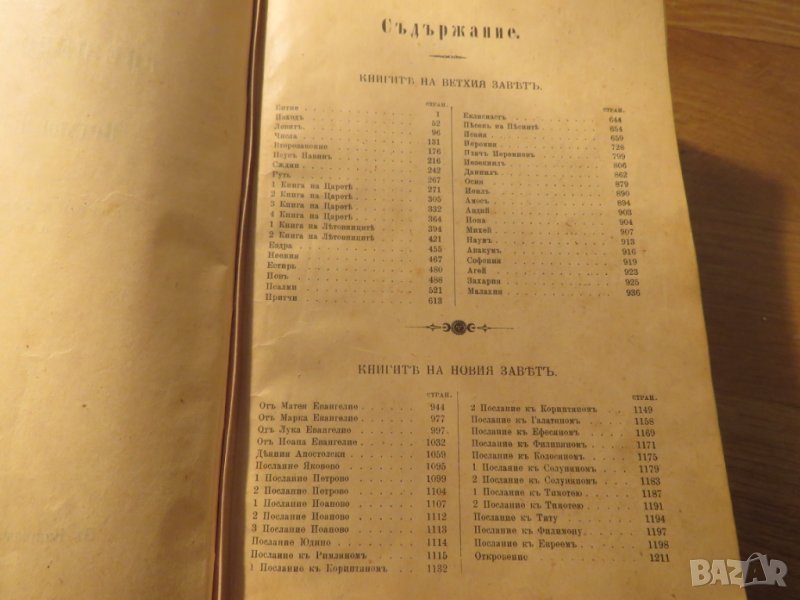 Съдържание.
КНИГИТѢ НА ВЕТХИЯ ЗАВѢТЪ.
СТРАН.
Битие 1
Изходъ 52
Левитъ 96
Числа 131
Второзаконие 176
Исусъ Навинъ 216
Сѫдии 242
Руть 267
1 Книга на Царетѣ 271
2 Книга на Царетѣ 305
3 Книга на Царетѣ 332
4 Книга на Царетѣ 364
1 Книга на Лѣтописитѣ 394
2 Книга на Лѣтописитѣ 421
Ездра 455
Неемия 467
Естирь 480
Иовъ 488
Псалми 521
Притчи 613
СТРАН.
Еклисиастъ 644
Пѣсень на Пѣснитѣ 654
Исаия 659
Иеремия 728
Плачъ Иеремиевъ 799
Иезекиилъ 806
Даниилъ 862
Осия 879
Иоилъ 890
Амосъ 894
Авдий 903
Иона 904
Михей 907
Наумъ 913
Авакумъ 916
Софония 919
Агей 923
Захария 925
Малахия 936
КНИГИТѢ НА НОВИЯ ЗАВѢТЪ.
СТРАН.
Отъ Матея Евангелие 944
Отъ Марка Евангелие 977
Отъ Лука Евангелие 997
Отъ Иоана Евангелие 1032
Дѣяния Апостолски 1059
Послание Яковово 1095
1 Послание Петрово 1099
2 Послание Петрово 1104
1 Послание Иоаново 1107
2 Послание Иоаново 1112
3 Послание Иоаново 1113
Послание Юдино 1114
Послание къ Римляномъ 1115
1 Послание къ Коринтяномъ 1132
СТРАН.
2 Послание къ Коринтяномъ 1149
Послание къ Галатяномъ 1158
Послание къ Ефесяномъ 1169
Послание къ Филипяномъ 1171
Послание къ Колосяномъ 1175
1 Послание къ Солуняномъ 1179
2 Послание къ Солуняномъ 1183
1 Послание къ Тимотею 1187
2 Послание къ Тимотею 1191
Послание къ Титу 1194
Послание къ Филимону 1197
Послание къ Евреемъ 1198
Откровение 1211
BAZAR